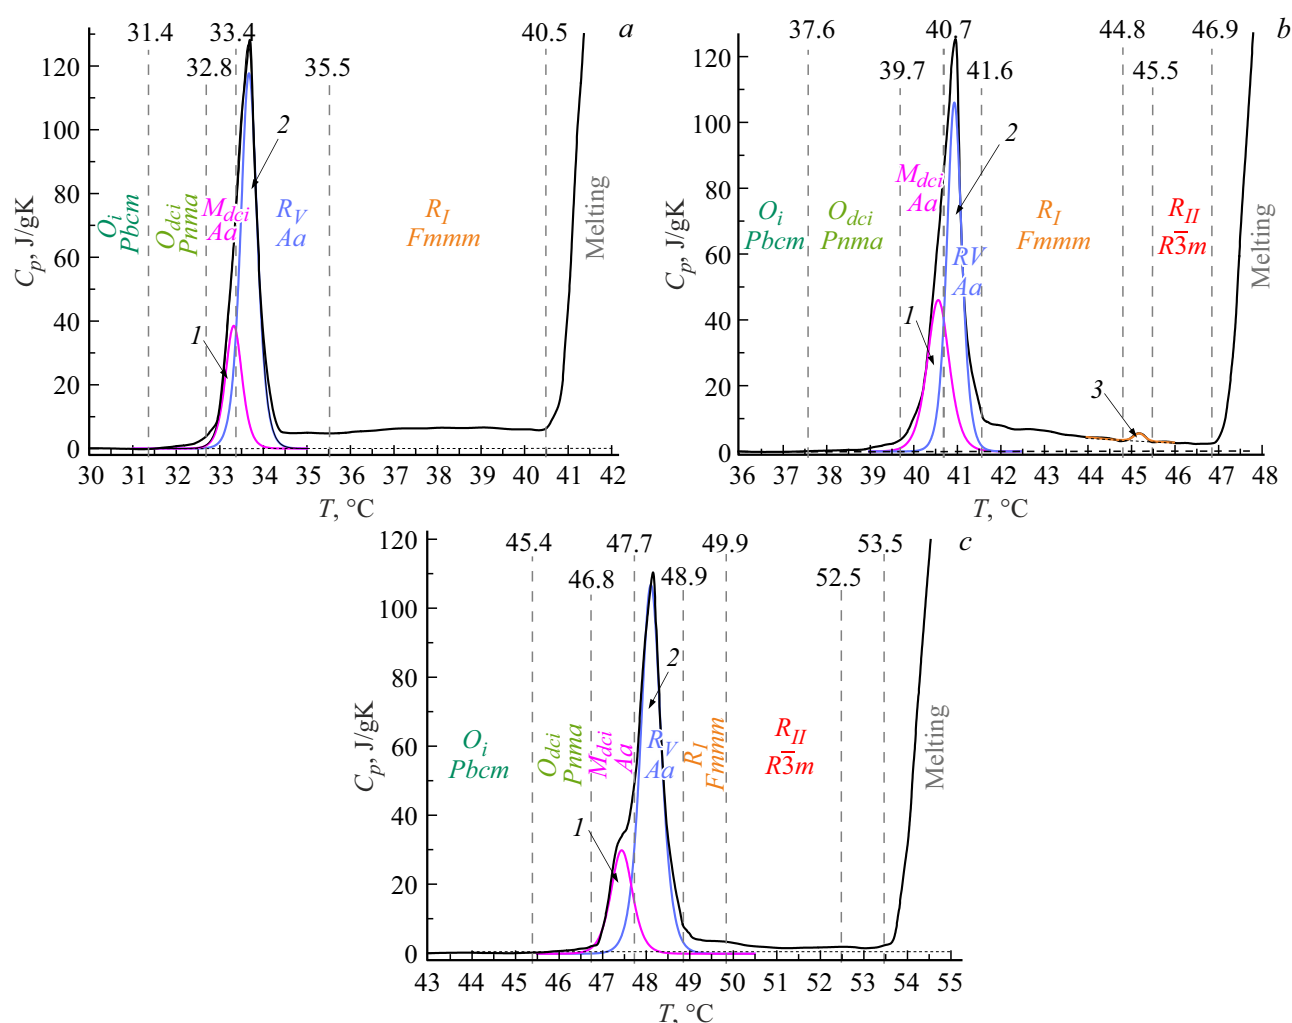 31.4 33.4 40.5 a
32.8 35.5
120
100
80
60
40
20
0
C_p, J/gK
O_i
Pbcm
O_dci
Pnma
M_dci
Aa
R_V
Aa
R_I
Fmmm
Melting
1
2
30 31 32 33 34 35 36 37 38 39 40 41 42
T, °C
37.6 40.7 44.8 46.9 b
39.7 41.6 45.5
120
100
80
60
40
20
0
C_p, J/gK
O_i
Pbcm
O_dci
Pnma
M_dci
Aa
RV
Aa
R_I
Fmmm
R_II
R3̅m
Melting
1
2
3
36 37 38 39 40 41 42 43 44 45 46 47 48
T, °C
45.4 47.7 49.9 53.5 c
46.8 48.9 52.5
120
100
80
60
40
20
0
C_p, J/gK
O_i
Pbcm
O_dci
Pnma
M_dci
Aa
R_V
Aa
R_I
Fmmm
R_II
R3̅m
Melting
1
2
43 44 45 46 47 48 49 50 51 52 53 54 55
T, °C